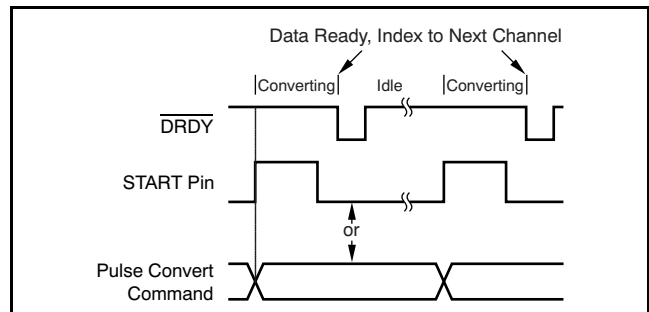 Data Ready, Index to Next Channel
Converting Idle Converting
DRDY
START Pin
or
Pulse Convert
Command